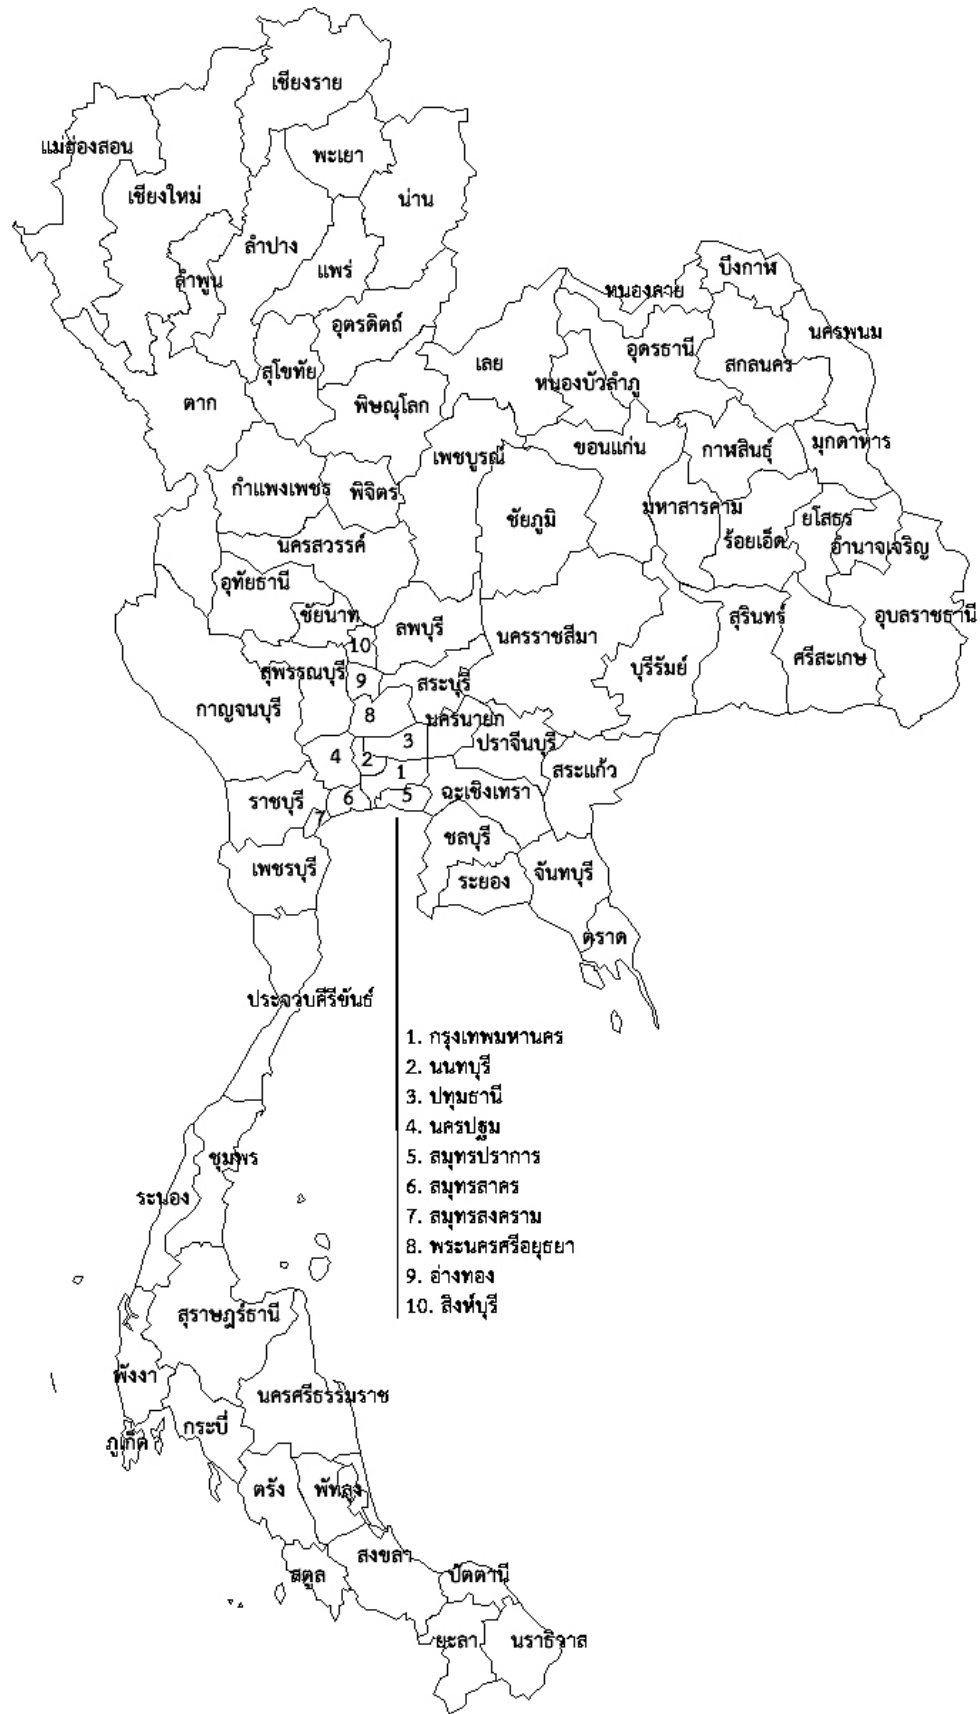 เชียงราย
แม่ฮ่องสอน
พะเยา
เชียงใหม่
น่าน
ลำปาง
แพร่
ลำพูน
บึงกาฬ
หนองคาย
อุตรดิตถ์
นครพนม
อุดรธานี
เลย
สกลนคร
สุโขทัย
หนองบัวลำภู
ตาก
พิษณุโลก
มุกดาหาร
ขอนแก่น
กาฬสินธุ์
เพชบูรณ์
กำแพงเพชร
พิจิตร
มหาสารคาม
ชัยภูมิ
ยโสธร
ร้อยเอ็ด
อำนาจเจริญ
นครสวรรค์
อุทัยธานี
ชัยนาท
ลพบุรี
สุรินทร์
อุบลราชธานี
นครราชสีมา
10
ศรีสะเกษ
บุรีรัมย์
สุพรรณบุรี
9
สระบุรี
กาญจนบุรี
8
นครนายก
3
ปราจีนบุรี
4
2
1
สระแก้ว
ราชบุรี
6
5
ฉะเชิงเทรา
7
ชลบุรี
เพชรบุรี
ระยอง
จันทบุรี
ตราด
ประจวบคีรีขันธ์
1. กรุงเทพมหานคร
2. นนทบุรี
3. ปทุมธานี
4. นครปฐม
5. สมุทรปราการ
6. สมุทรสาคร
7. สมุทรสงคราม
8. พระนครศรีอยุธยา
9. อ่างทอง
10. สิงห์บุรี
ชุมพร
ระนอง
สุราษฎร์ธานี
พังงา
นครศรีธรรมราช
กระบี่
ภูเก็ต
ตรัง
พัทลุง
สงขลา
สตูล
ปัตตานี
ยะลา
นราธิวาส